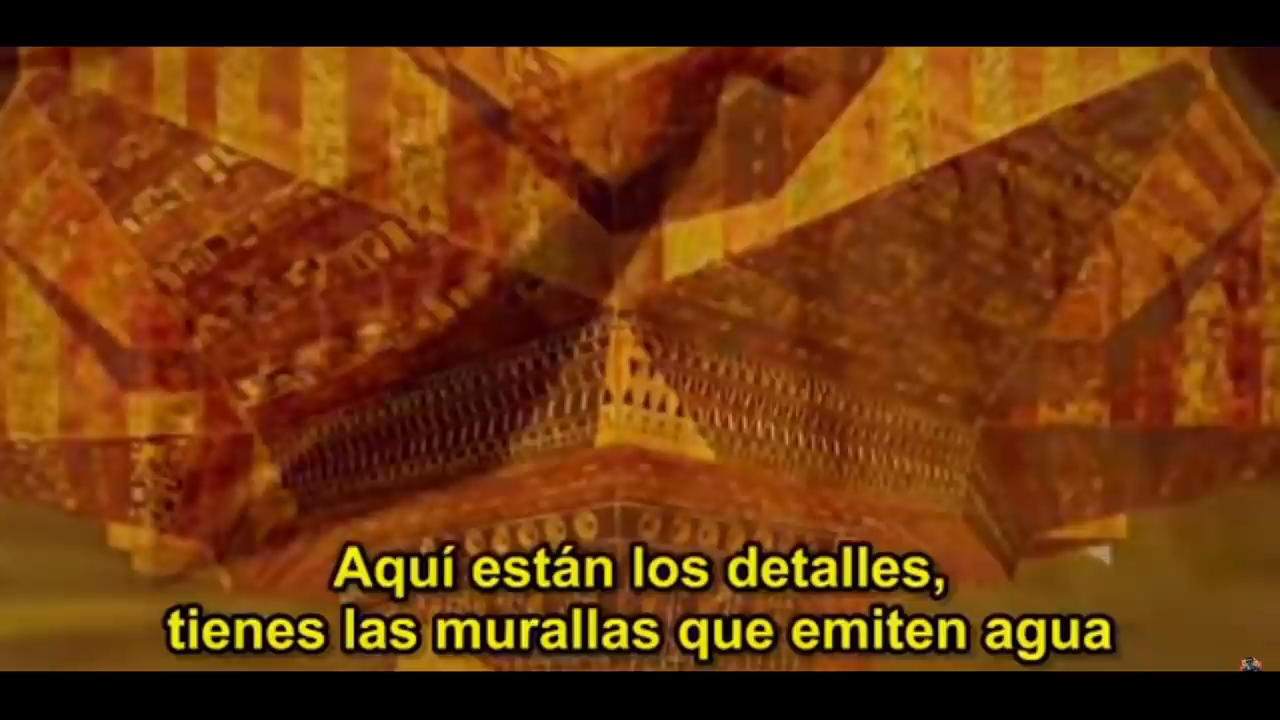 Aquí están los detalles,
tienes las murallas que emiten agua